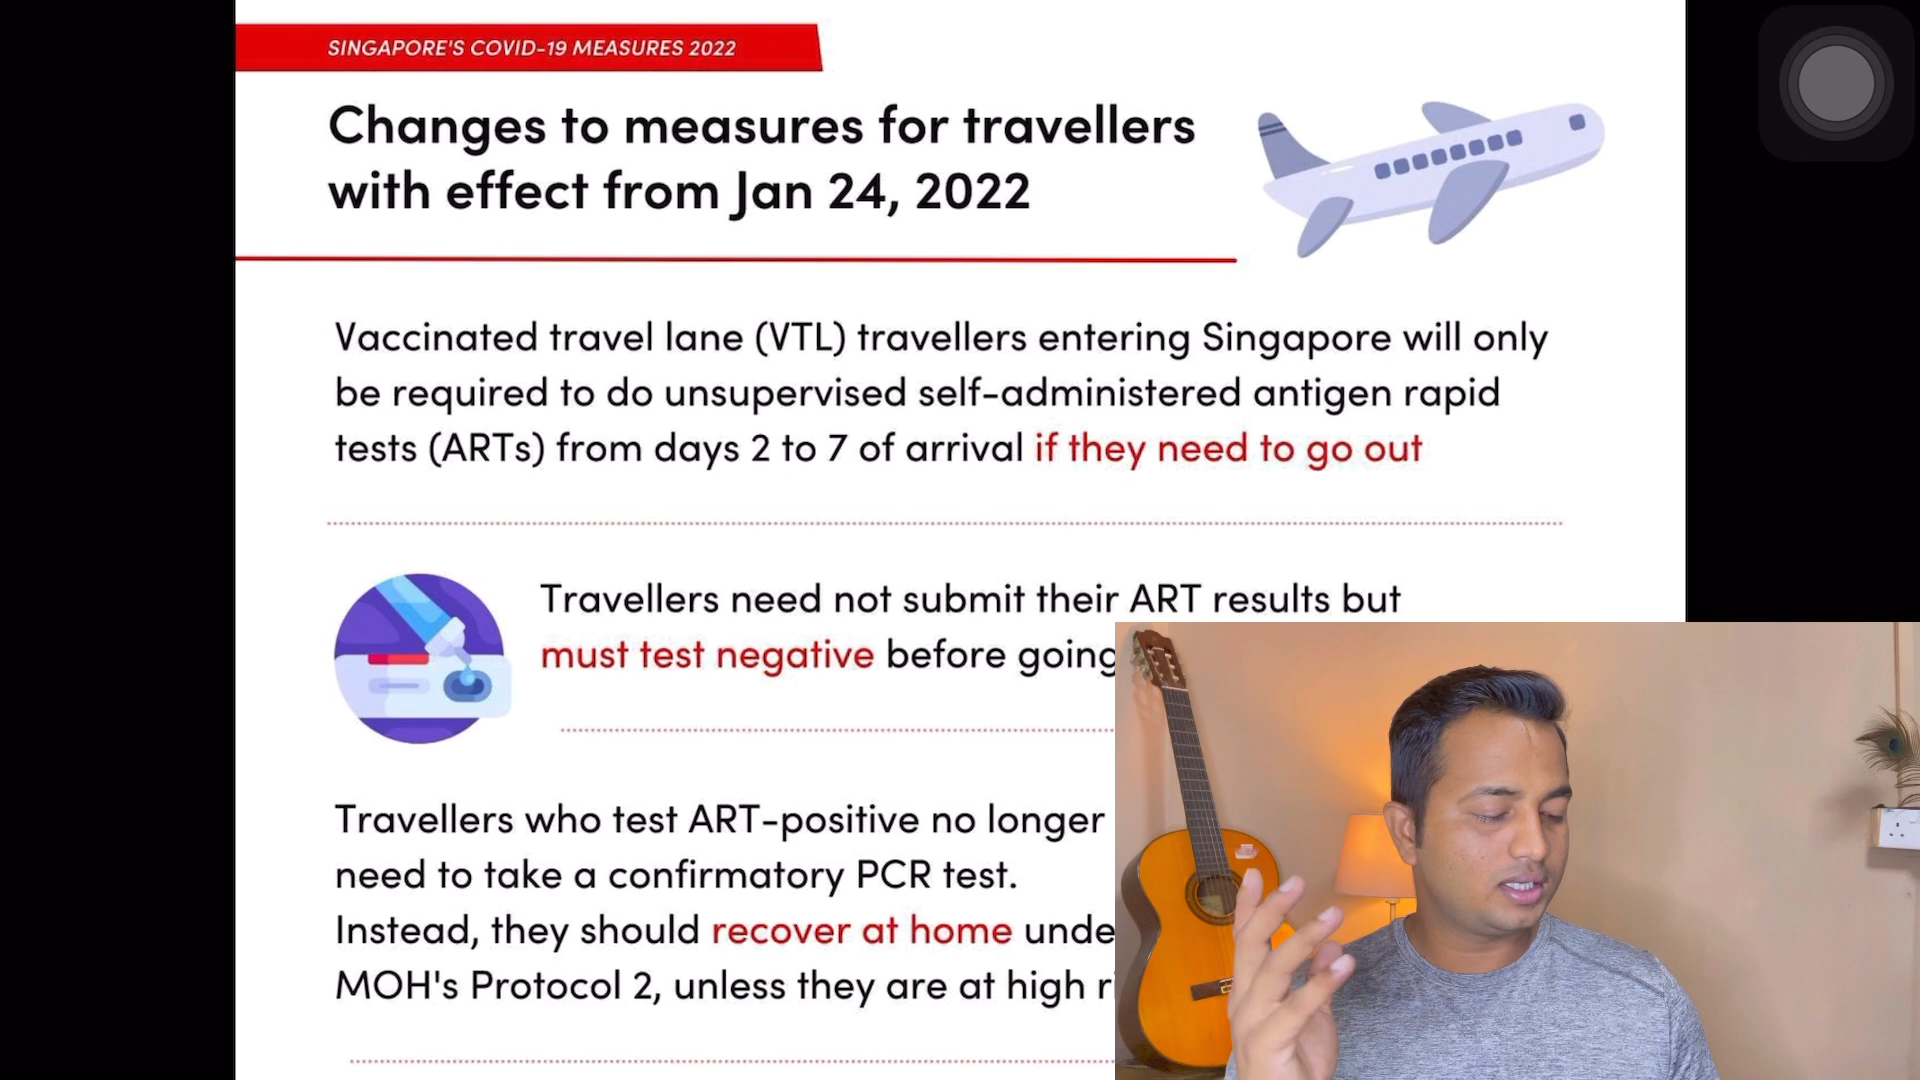 SINGAPORE'S COVID-19 MEASURES 2022
Changes to measures for travellers
with effect from Jan 24, 2022
Vaccinated travel lane (VTL) travellers entering Singapore will only
be required to do unsupervised self-administered antigen rapid
tests (ARTs) from days 2 to 7 of arrival if they need to go out
Travellers need not submit their ART results but
must test negative before going
Travellers who test ART-positive no longer
need to take a confirmatory PCR test.
Instead, they should recover at home
MOH's Protocol 2, unless they are at high